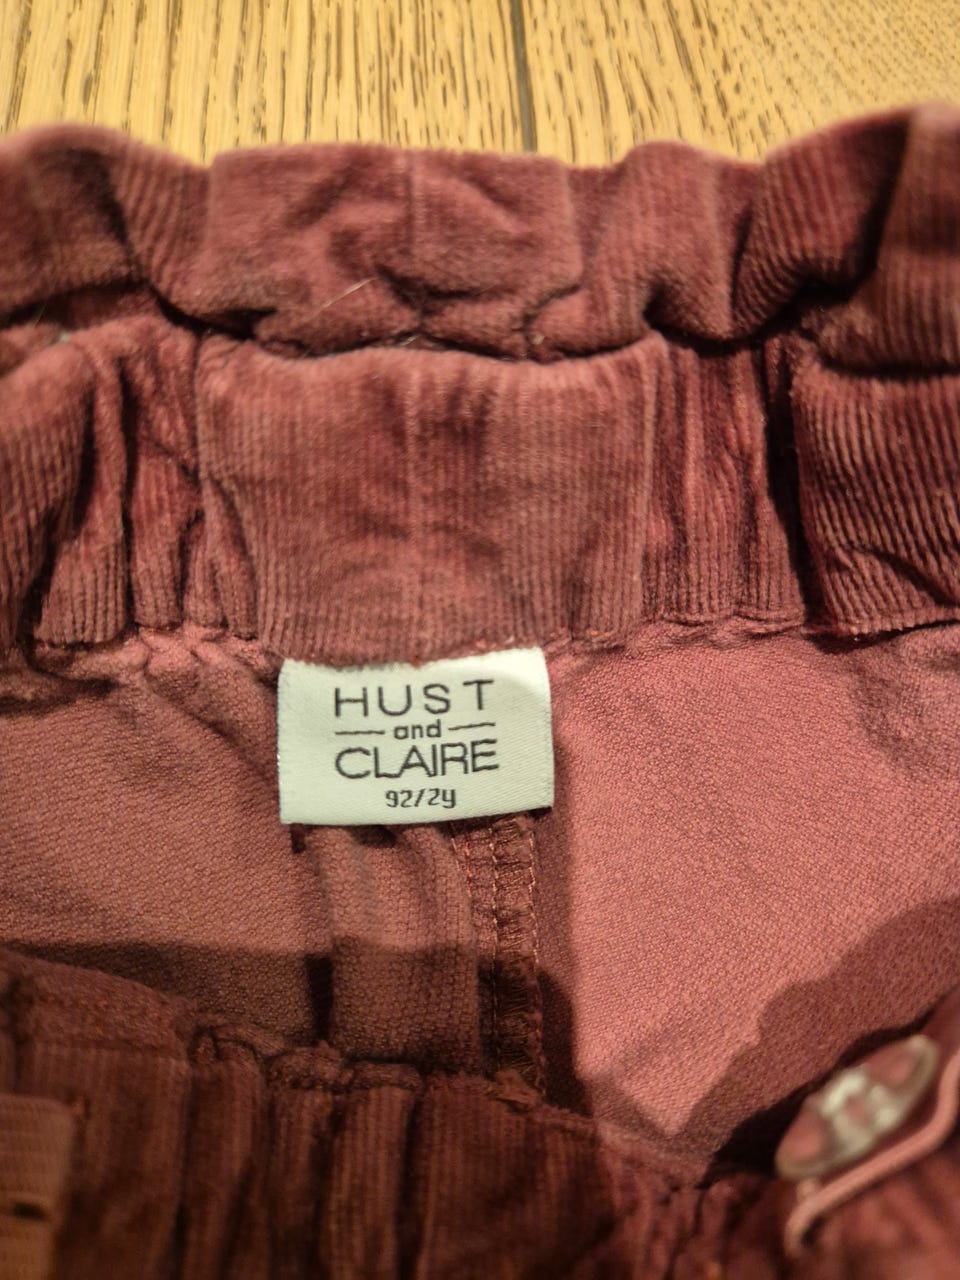 HUST
and
CLAIRE
92/2y